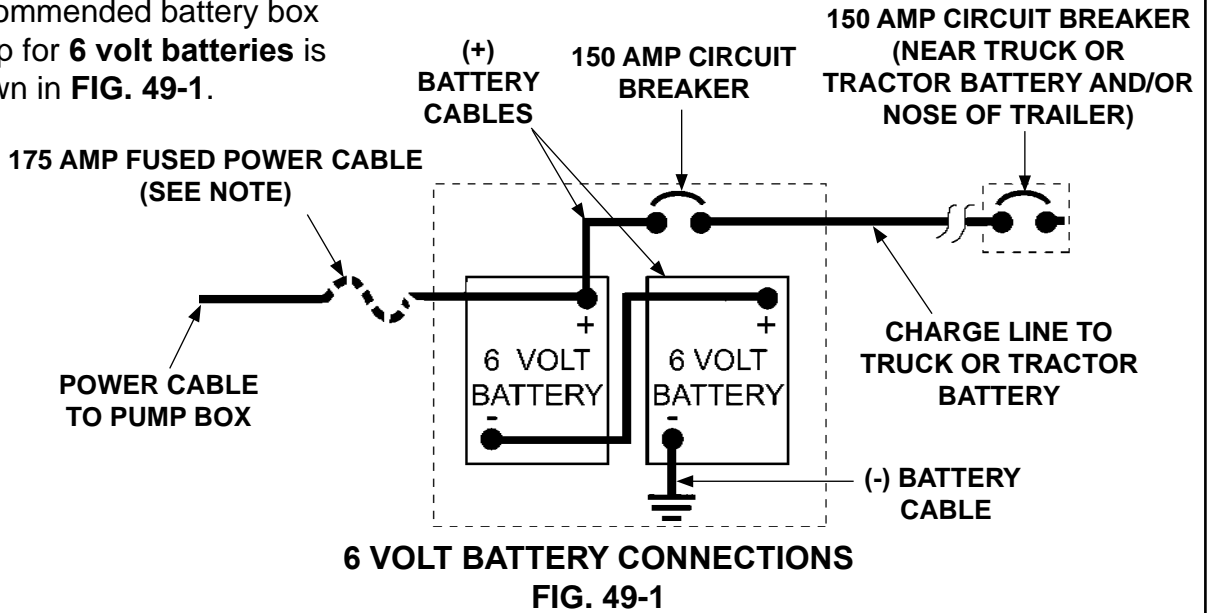 ommended battery box
p for 6 volt batteries is
wn in FIG. 49-1.
(+)
BATTERY
CABLES
150 AMP CIRCUIT
BREAKER
150 AMP CIRCUIT BREAKER
(NEAR TRUCK OR
TRACTOR BATTERY AND/OR
NOSE OF TRAILER)
175 AMP FUSED POWER CABLE
(SEE NOTE)
+
6 VOLT
BATTERY
-
+
6 VOLT
BATTERY
-
POWER CABLE
TO PUMP BOX
CHARGE LINE TO
TRUCK OR TRACTOR
BATTERY
(-) BATTERY
CABLE
6 VOLT BATTERY CONNECTIONS
FIG. 49-1